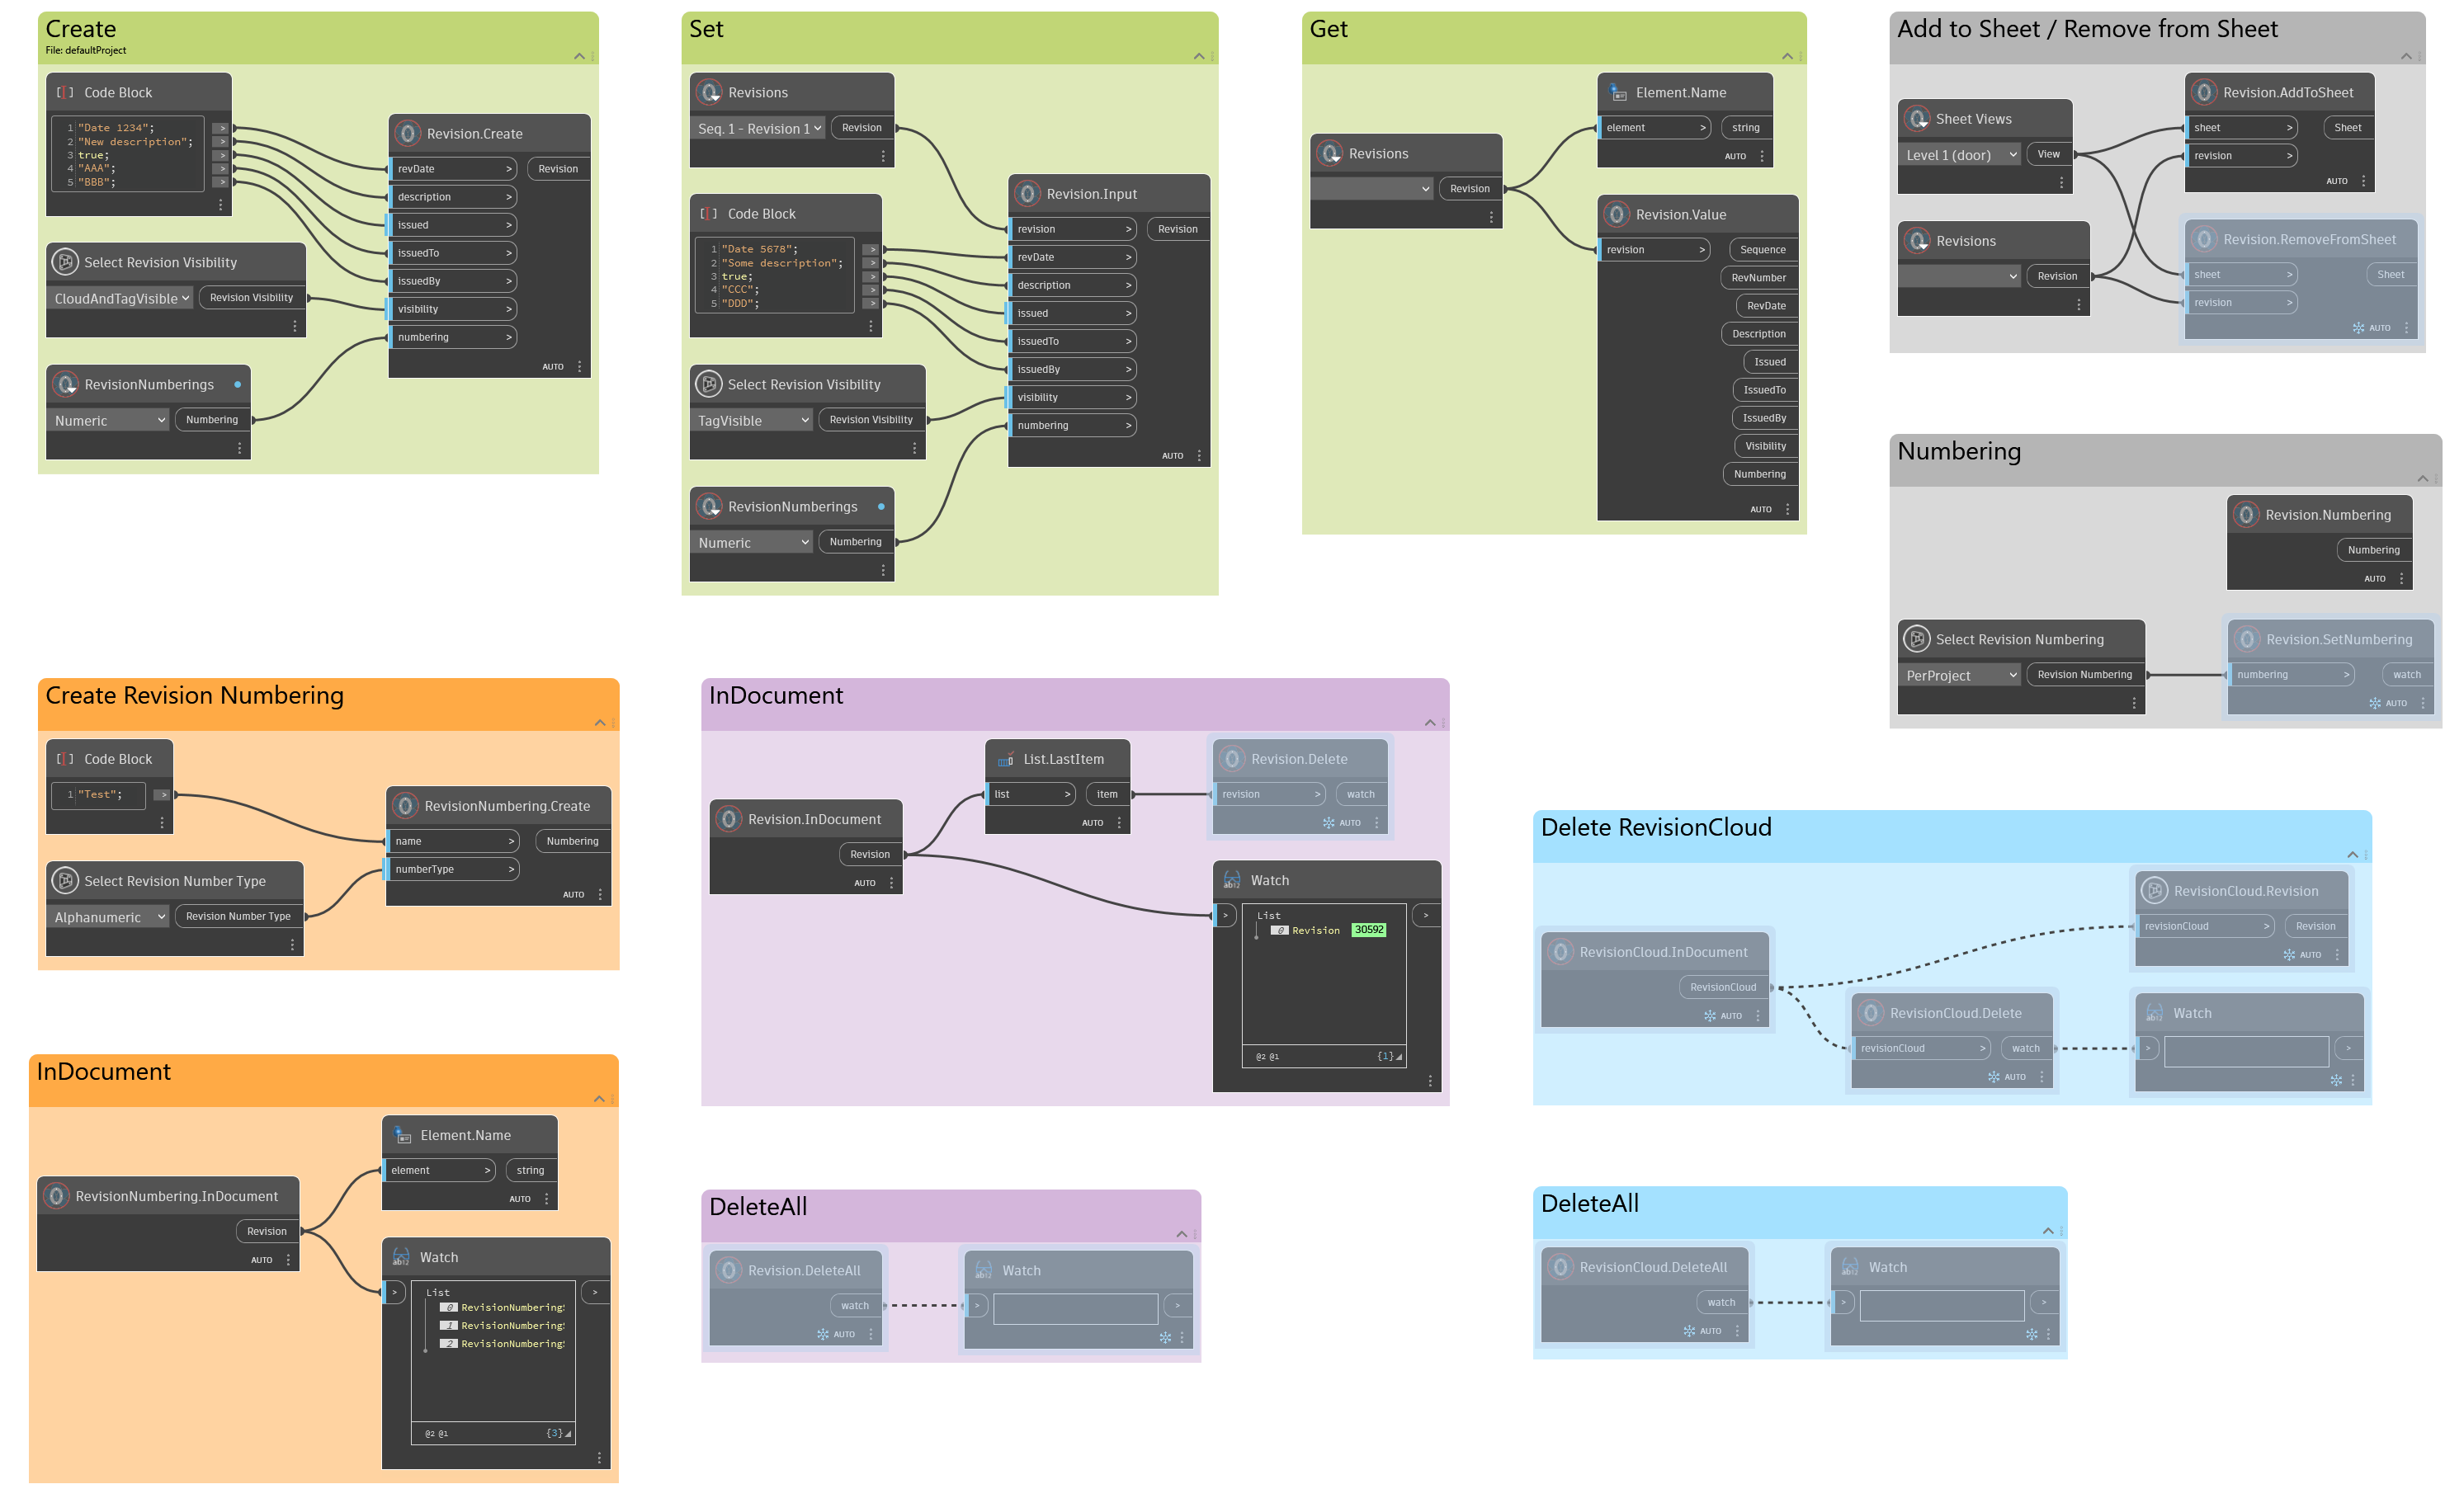 Create
File: defaultProject
Code Block
1 "Date 1234"; >
2 "New description"; >
3 true; >
4 "AAA"; >
5 "BBB"; >
Revision.Create
revDate > Revision
description >
issued >
issuedTo >
issuedBy >
visibility >
numbering >
AUTO
Select Revision Visibility
CloudAndTagVisible Revision Visibility
RevisionNumberings
Numeric Numbering
Set
Revisions
Seq. 1 - Revision 1 Revision
Code Block
1 "Date 5678"; >
2 "Some description"; >
3 true; >
4 "CCC"; >
5 "DDD"; >
Select Revision Visibility
TagVisible Revision Visibility
RevisionNumberings
Numeric Numbering
Revision.Input
revision > Revision
revDate >
description >
issued >
issuedTo >
issuedBy >
visibility >
numbering >
AUTO
Get
Revisions
Revision
Element.Name
element > string
AUTO
Revision.Value
revision > Sequence
RevNumber
RevDate
Description
Issued
IssuedTo
IssuedBy
Visibility
Numbering
AUTO
Add to Sheet / Remove from Sheet
Sheet Views
Level 1 (door) View
Revisions
Revision
Revision.AddToSheet
sheet > Sheet
revision >
AUTO
Revision.RemoveFromSheet
sheet > Sheet
revision >
AUTO
Numbering
Revision.Numbering
Numbering
AUTO
Select Revision Numbering
PerProject Revision Numbering
Revision.SetNumbering
numbering > watch
AUTO
Create Revision Numbering
Code Block
1 "Test"; >
Select Revision Number Type
Alphanumeric Revision Number Type
RevisionNumbering.Create
name > Numbering
numberType >
AUTO
InDocument
Revision.InDocument
Revision
AUTO
List.LastItem
list > item
AUTO
Revision.Delete
revision > watch
AUTO
Watch
> >
List
0 Revision 30592
@2 @1 {1}
Delete RevisionCloud
RevisionCloud.InDocument
RevisionCloud
AUTO
RevisionCloud.Revision
revisionCloud > Revision
AUTO
RevisionCloud.Delete
revisionCloud > watch
AUTO
Watch
> >
InDocument
RevisionNumbering.InDocument
Revision
AUTO
Element.Name
element > string
AUTO
Watch
> >
List
0 RevisionNumbering
1 RevisionNumbering
2 RevisionNumbering
@2 @1 {3}
DeleteAll
Revision.DeleteAll
watch
AUTO
Watch
> >
DeleteAll
RevisionCloud.DeleteAll
watch
AUTO
Watch
> >